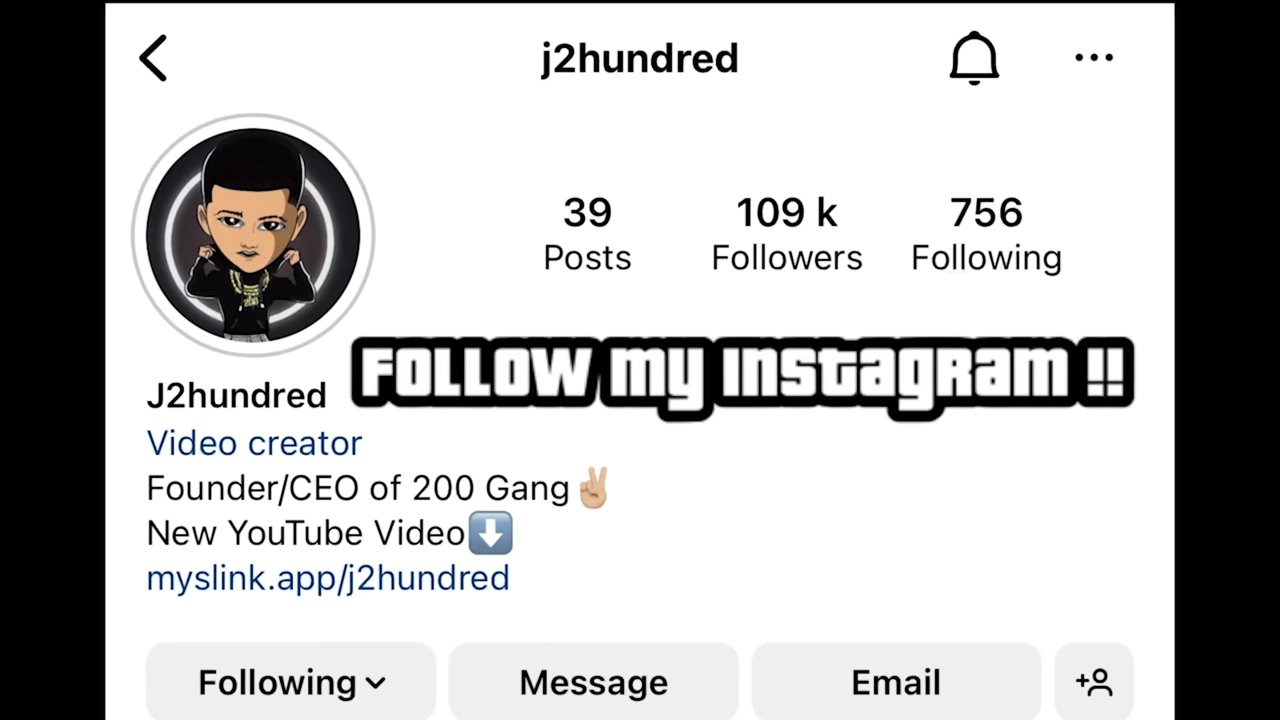 j2hundred
39 109 k 756
Posts Followers Following
FOLLOW MY INSTAGRAM !!
J2hundred
Video creator
Founder/CEO of 200 Gang✌🏼
New YouTube Video⬇️
myslink.app/j2hundred
Following Message Email